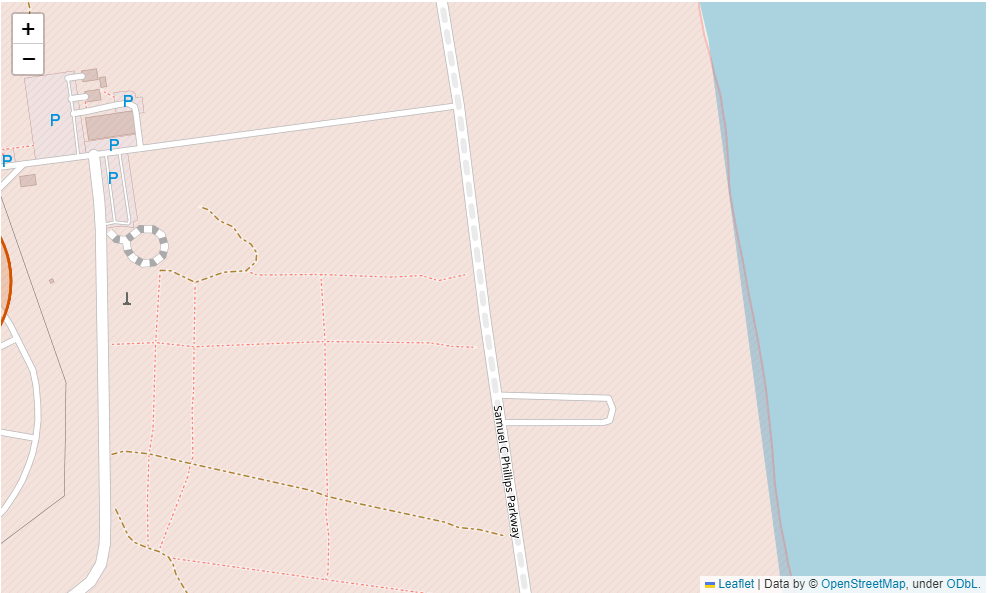 +
−
P
P
P
P
P
Samuel C Phillips Parkway
Leaflet | Data by © OpenStreetMap, under ODbL.